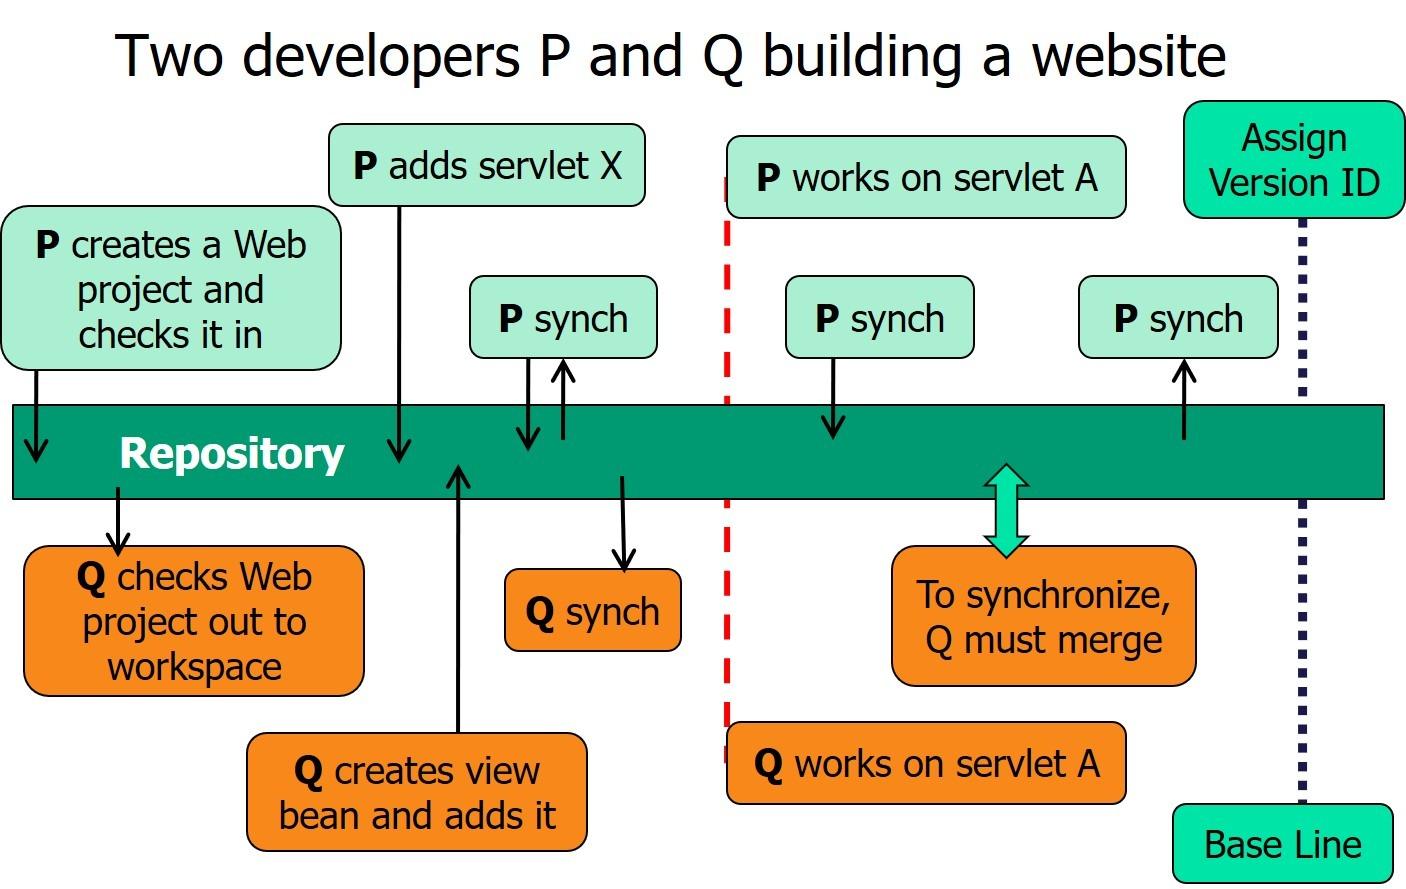 Two developers P and Q building a website
P creates a Web
project and
checks it in
P adds servlet X
P synch
P works on servlet A
P synch
P synch
Assign
Version ID
Repository
Q checks Web
project out to
workspace
Q creates view
bean and adds it
Q synch
Q works on servlet A
To synchronize,
Q must merge
Base Line